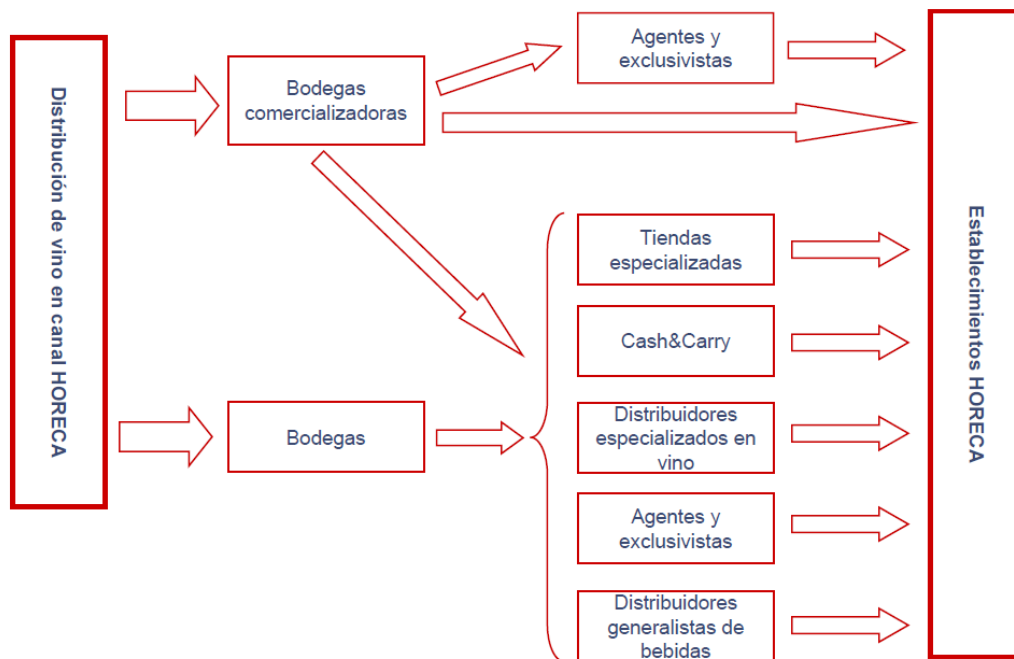 Distribución de vino en canal HORECA
Bodegas
comercializadoras
Agentes y
exclusivistas
Tiendas
especializadas
Cash&Carry
Bodegas
Distribuidores
especializados en
vino
Agentes y
exclusivistas
Distribuidores
generalistas de
bebidas
Establecimientos HORECA